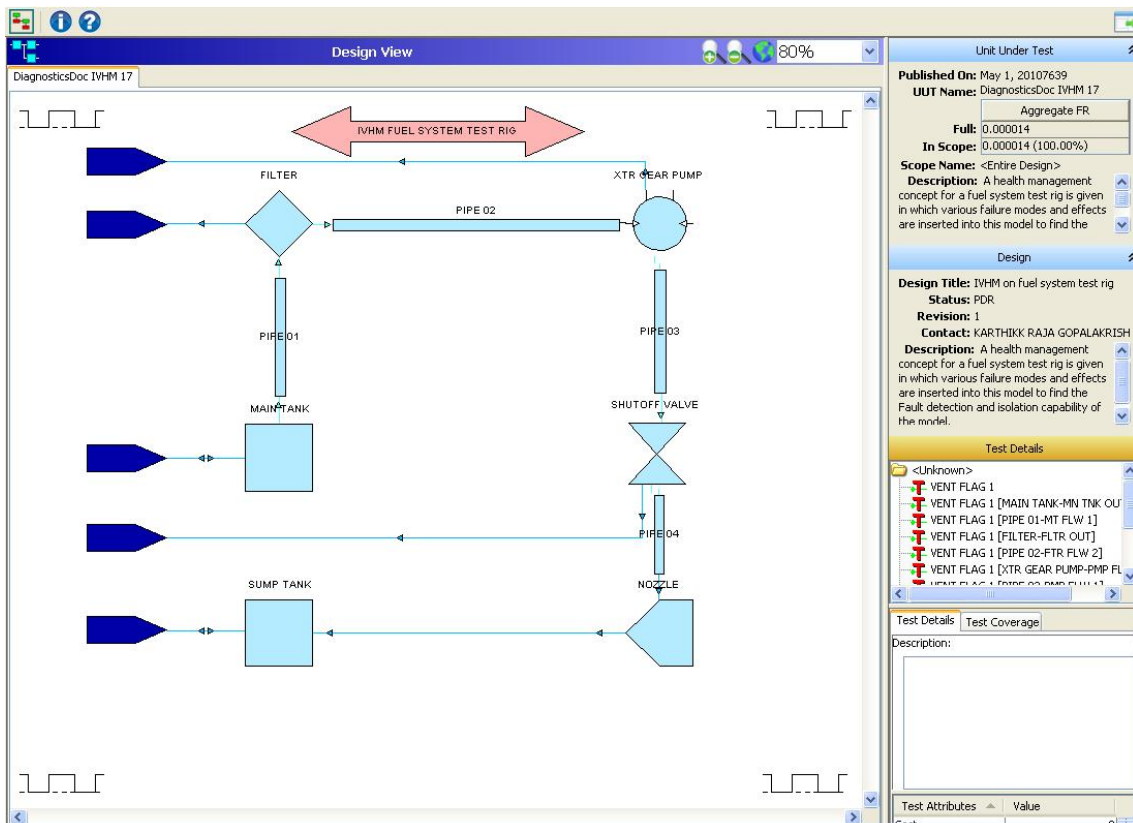 Design View
80%
DiagnosticsDoc IVHM 17
IVHM FUEL SYSTEM TEST RIG
FILTER
XTR GEAR PUMP
PIPE 02
PIPE 01
PIPE 03
MAIN TANK
SHUTOFF VALVE
PIPE 04
SUMP TANK
NOZZLE
Unit Under Test
Published On: May 1, 20107639
UUT Name: DiagnosticsDoc IVHM 17
Aggregate FR
Full: 0.000014
In Scope: 0.000014 (100.00%)
Scope Name: <Entire Design>
Description: A health management
concept for a fuel system test rig is given
in which various failure modes and effects
are inserted into this model to find the
Design
Design Title: IVHM on fuel system test rig
Status: PDR
Revision: 1
Contact: KARTHIKK RAJA GOPALAKRISH
Description: A health management
concept for a fuel system test rig is given
in which various failure modes and effects
are inserted into this model to find the
Fault detection and isolation capability of
the model.
Test Details
<Unknown>
VENT FLAG 1
VENT FLAG 1 [MAIN TANK-MN TNK OU
VENT FLAG 1 [PIPE 01-MT FLW 1]
VENT FLAG 1 [FILTER-FLTR OUT]
VENT FLAG 1 [PIPE 02-FTR FLW 2]
VENT FLAG 1 [XTR GEAR PUMP-PMP FL
Test Details
Test Coverage
Description:
Test Attributes
Value